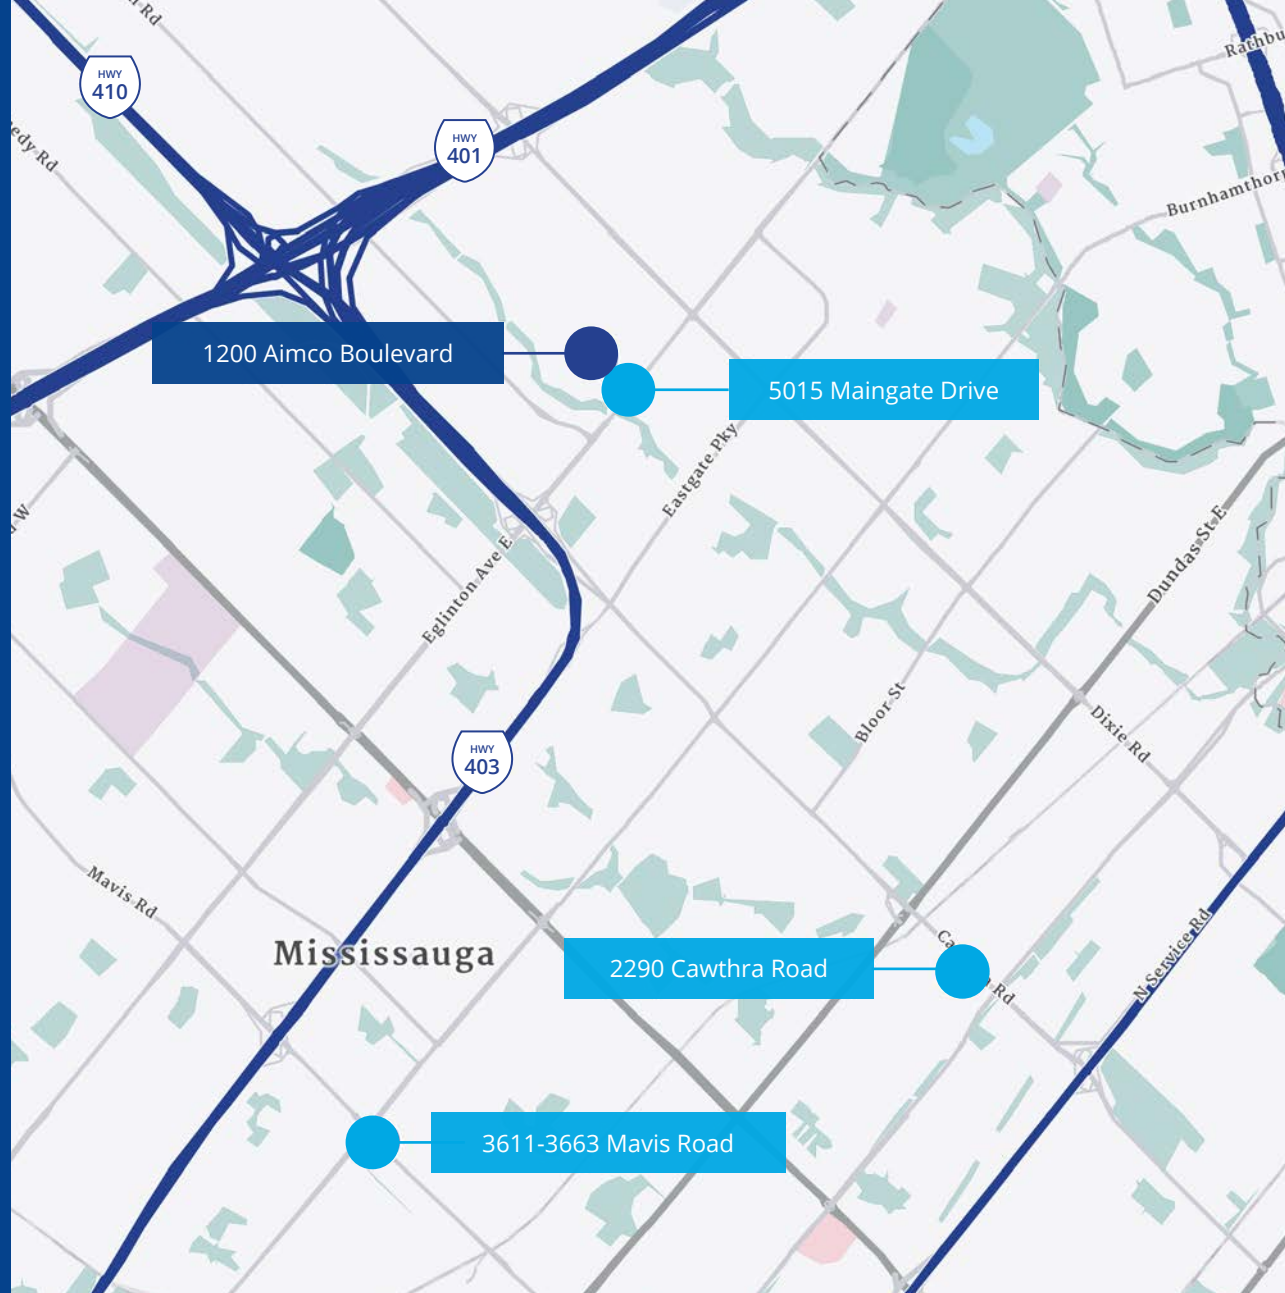 HWY
410
HWY
401
Burnhamthor
1200 Aimco Boulevard
5015 Maingate Drive
Eastgate Pky
Eglinton Ave E
Dundas St E
Bloor St
Dixie Rd
HWY
403
Mavis Rd
Mississauga
2290 Cawthra Road
N Service Rd
3611-3663 Mavis Road